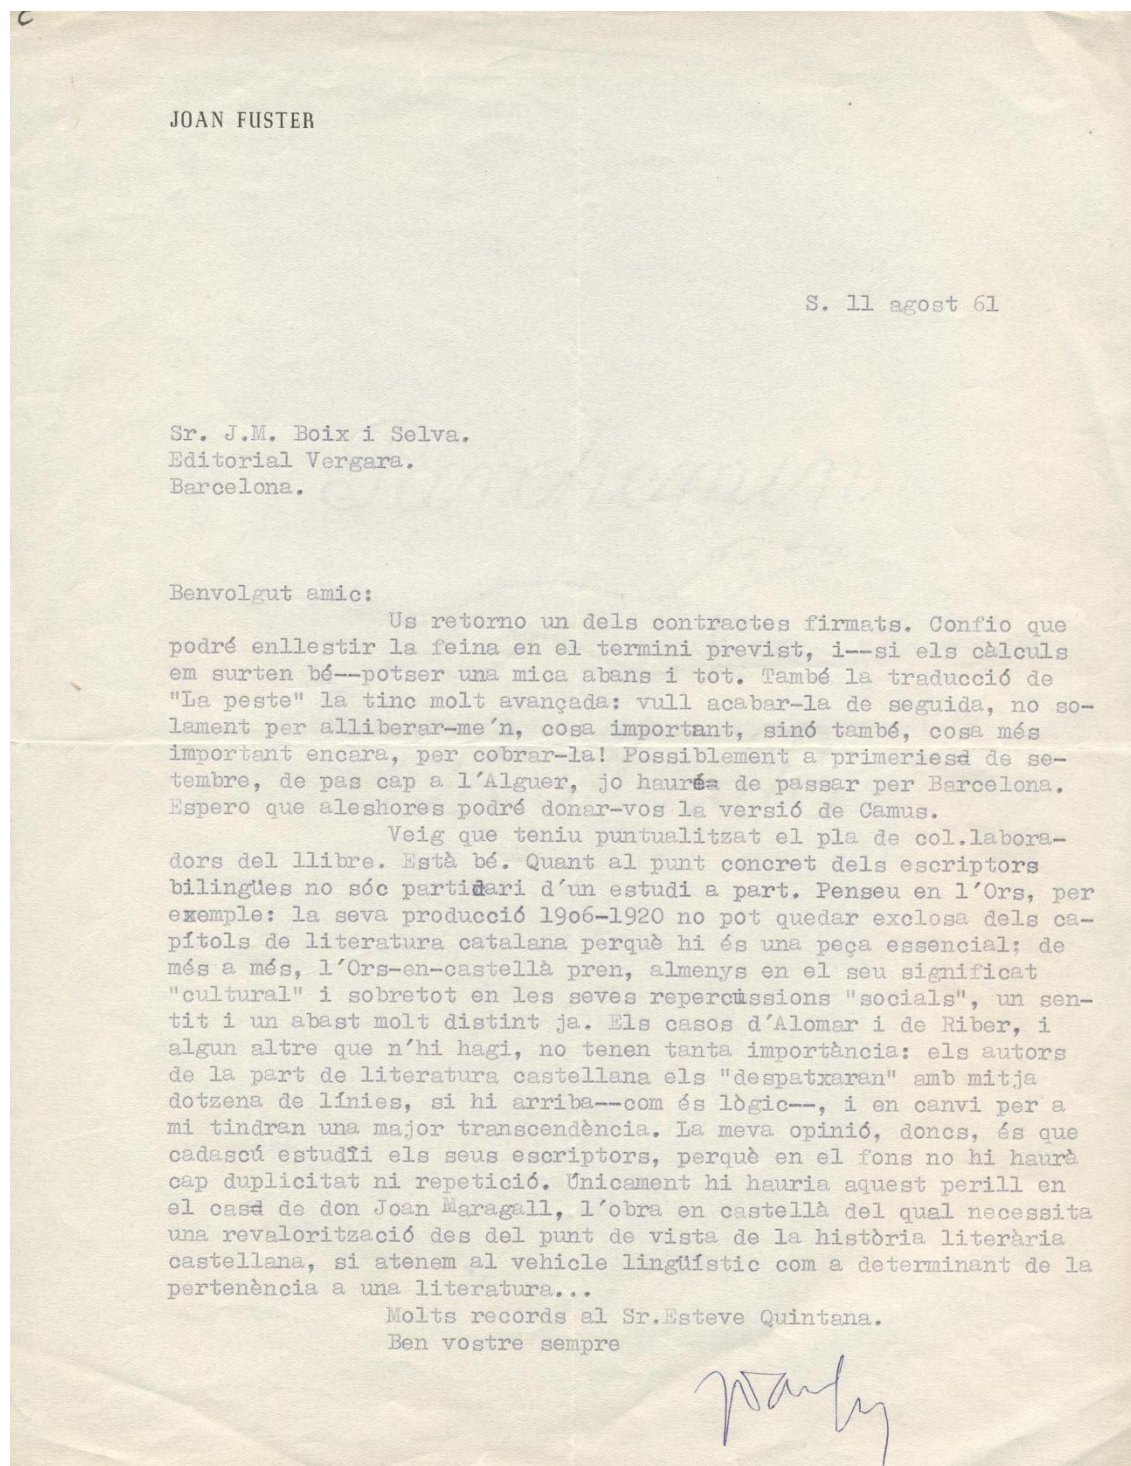 JOAN FUSTER
S. 11 agost 61
Sr. J.M. Boix i Selva.
Editorial Vergara.
Barcelona.
Benvolgut amic:
Us retorno un dels contractes firmats. Confio que
podré enllestir la feina en el termini previst, i--si els càlculs
em surten bé--potser una mica abans i tot. També la traducció de
"La peste" la tinc molt avançada: vull acabar-la de seguida, no so-
lament per alliberar-me'n, cosa important, sinó també, cosa més
important encara, per cobrar-la! Possiblement a primeries de se-
tembre, de pas cap a l'Alguer, jo hauré de passar per Barcelona.
Espero que aleshores podré donar-vos la versió de Camus.
Veig que teniu puntualitzat el pla de col.labora-
dors del llibre. Està bé. Quant al punt concret dels escriptors
bilingües no sóc partidari d'un estudi a part. Penseu en l'Ors, per
exemple: la seva producció 19o6-1920 no pot quedar exclosa dels ca-
pítols de literatura catalana perquè hi és una peça essencial; de
més a més, l'Ors-en-castellà pren, almenys en el seu significat
"cultural" i sobretot en les seves repercussions "socials", un sen-
tit i un abast molt distint ja. Els casos d'Alomar i de Riber, i
algun altre que n'hi hagi, no tenen tanta importància: els autors
de la part de literatura castellana els "despatxaran" amb mitja
dotzena de línies, si hi arriba--com és lògic--, i en canvi per a
mi tindran una major transcendència. La meva opinió, doncs, és que
cadascú estudïi els seus escriptors, perquè en el fons no hi haurà
cap duplicitat ni repetició. Únicament hi hauria aquest perill en
el cas de don Joan Maragall, l'obra en castellà del qual necessita
una revalorització des del punt de vista de la història literària
castellana, si atenem al vehicle lingüístic com a determinant de la
pertenència a una literatura...
Molts records al Sr.Esteve Quintana.
Ben vostre sempre